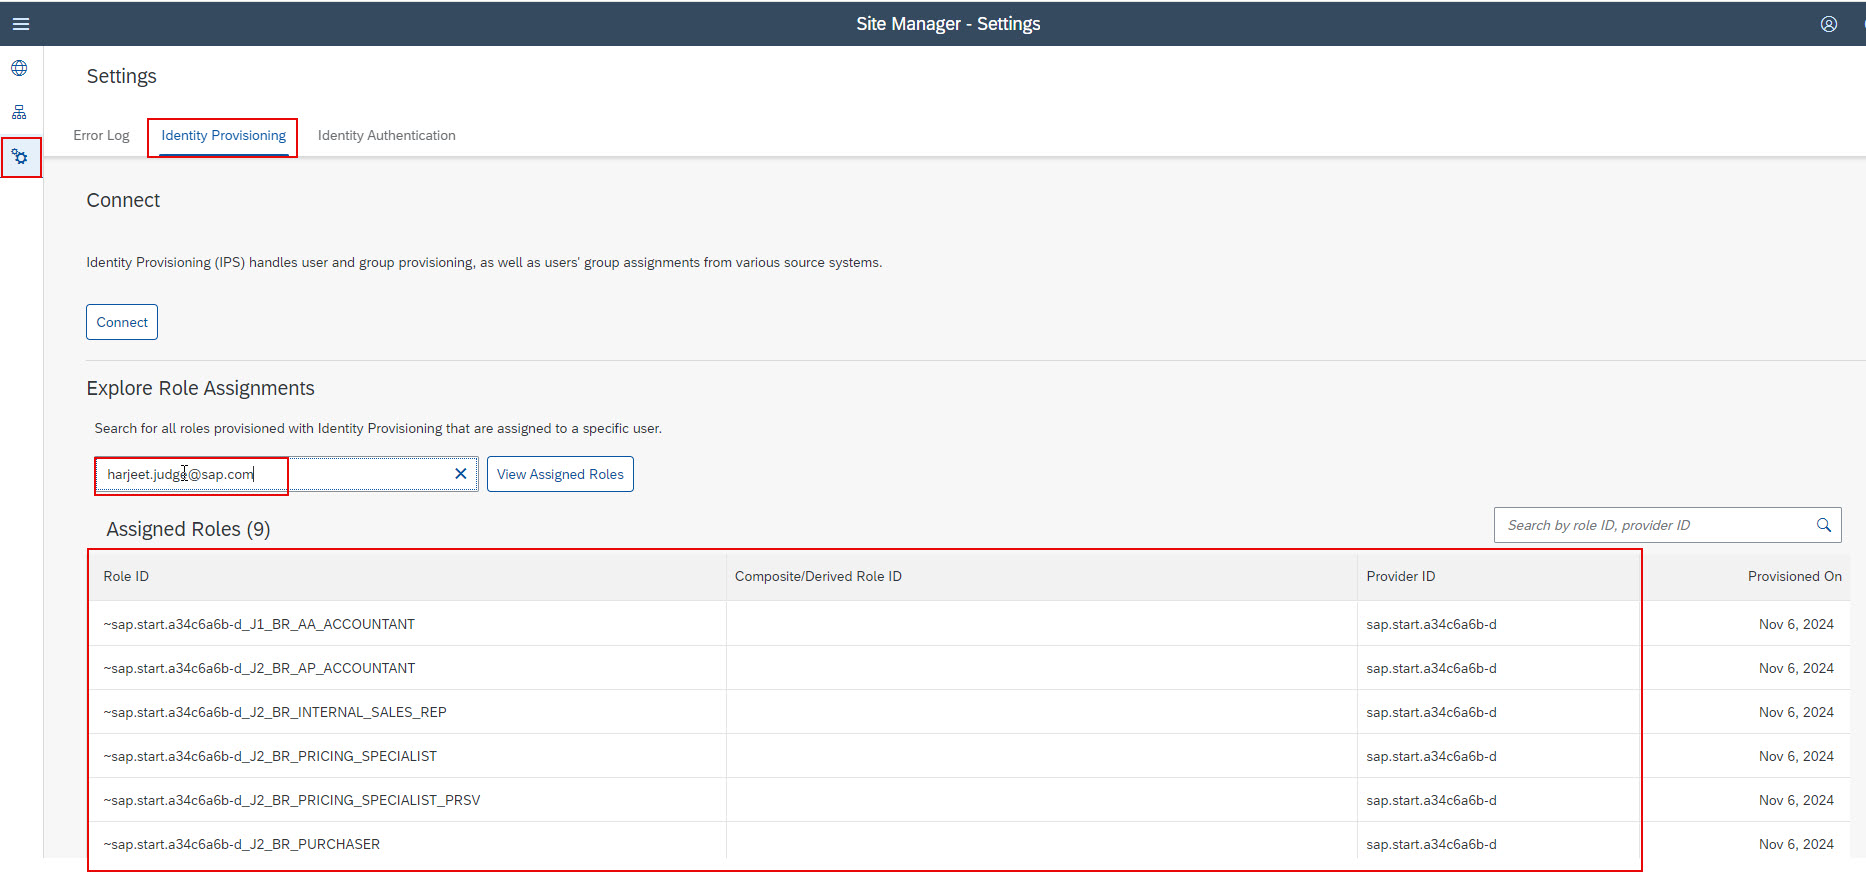 Site Manager - Settings
Settings
Error Log Identity Provisioning Identity Authentication
Connect
Identity Provisioning (IPS) handles user and group provisioning, as well as users' group assignments from various source systems.
Connect
Explore Role Assignments
Search for all roles provisioned with Identity Provisioning that are assigned to a specific user.
harjeet.judge@sap.com View Assigned Roles
Assigned Roles (9) Search by role ID, provider ID
Role ID Composite/Derived Role ID Provider ID Provisioned On
~sap.start.a34c6a6b-d_J1_BR_AA_ACCOUNTANT sap.start.a34c6a6b-d Nov 6, 2024
~sap.start.a34c6a6b-d_J2_BR_AP_ACCOUNTANT sap.start.a34c6a6b-d Nov 6, 2024
~sap.start.a34c6a6b-d_J2_BR_INTERNAL_SALES_REP sap.start.a34c6a6b-d Nov 6, 2024
~sap.start.a34c6a6b-d_J2_BR_PRICING_SPECIALIST sap.start.a34c6a6b-d Nov 6, 2024
~sap.start.a34c6a6b-d_J2_BR_PRICING_SPECIALIST_PRSV sap.start.a34c6a6b-d Nov 6, 2024
~sap.start.a34c6a6b-d_J2_BR_PURCHASER sap.start.a34c6a6b-d Nov 6, 2024